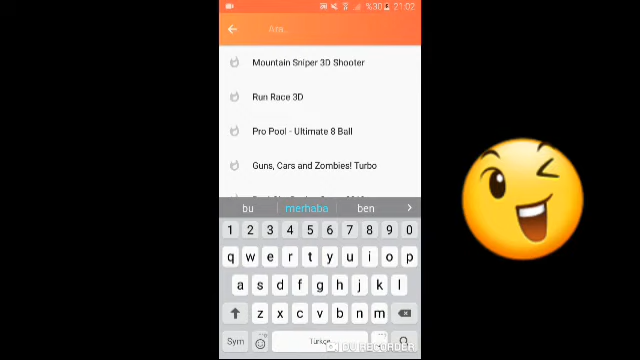 %30 21:02
Ara...
Mountain Sniper 3D Shooter
Run Race 3D
Pro Pool - Ultimate 8 Ball
Guns, Cars and Zombies! Turbo
bu merhaba ben >
1 2 3 4 5 6 7 8 9 0
q w e r t y u i o p
a s d f g h j k l
z x c v b n m
Sym Türkçe
DU RECORDER